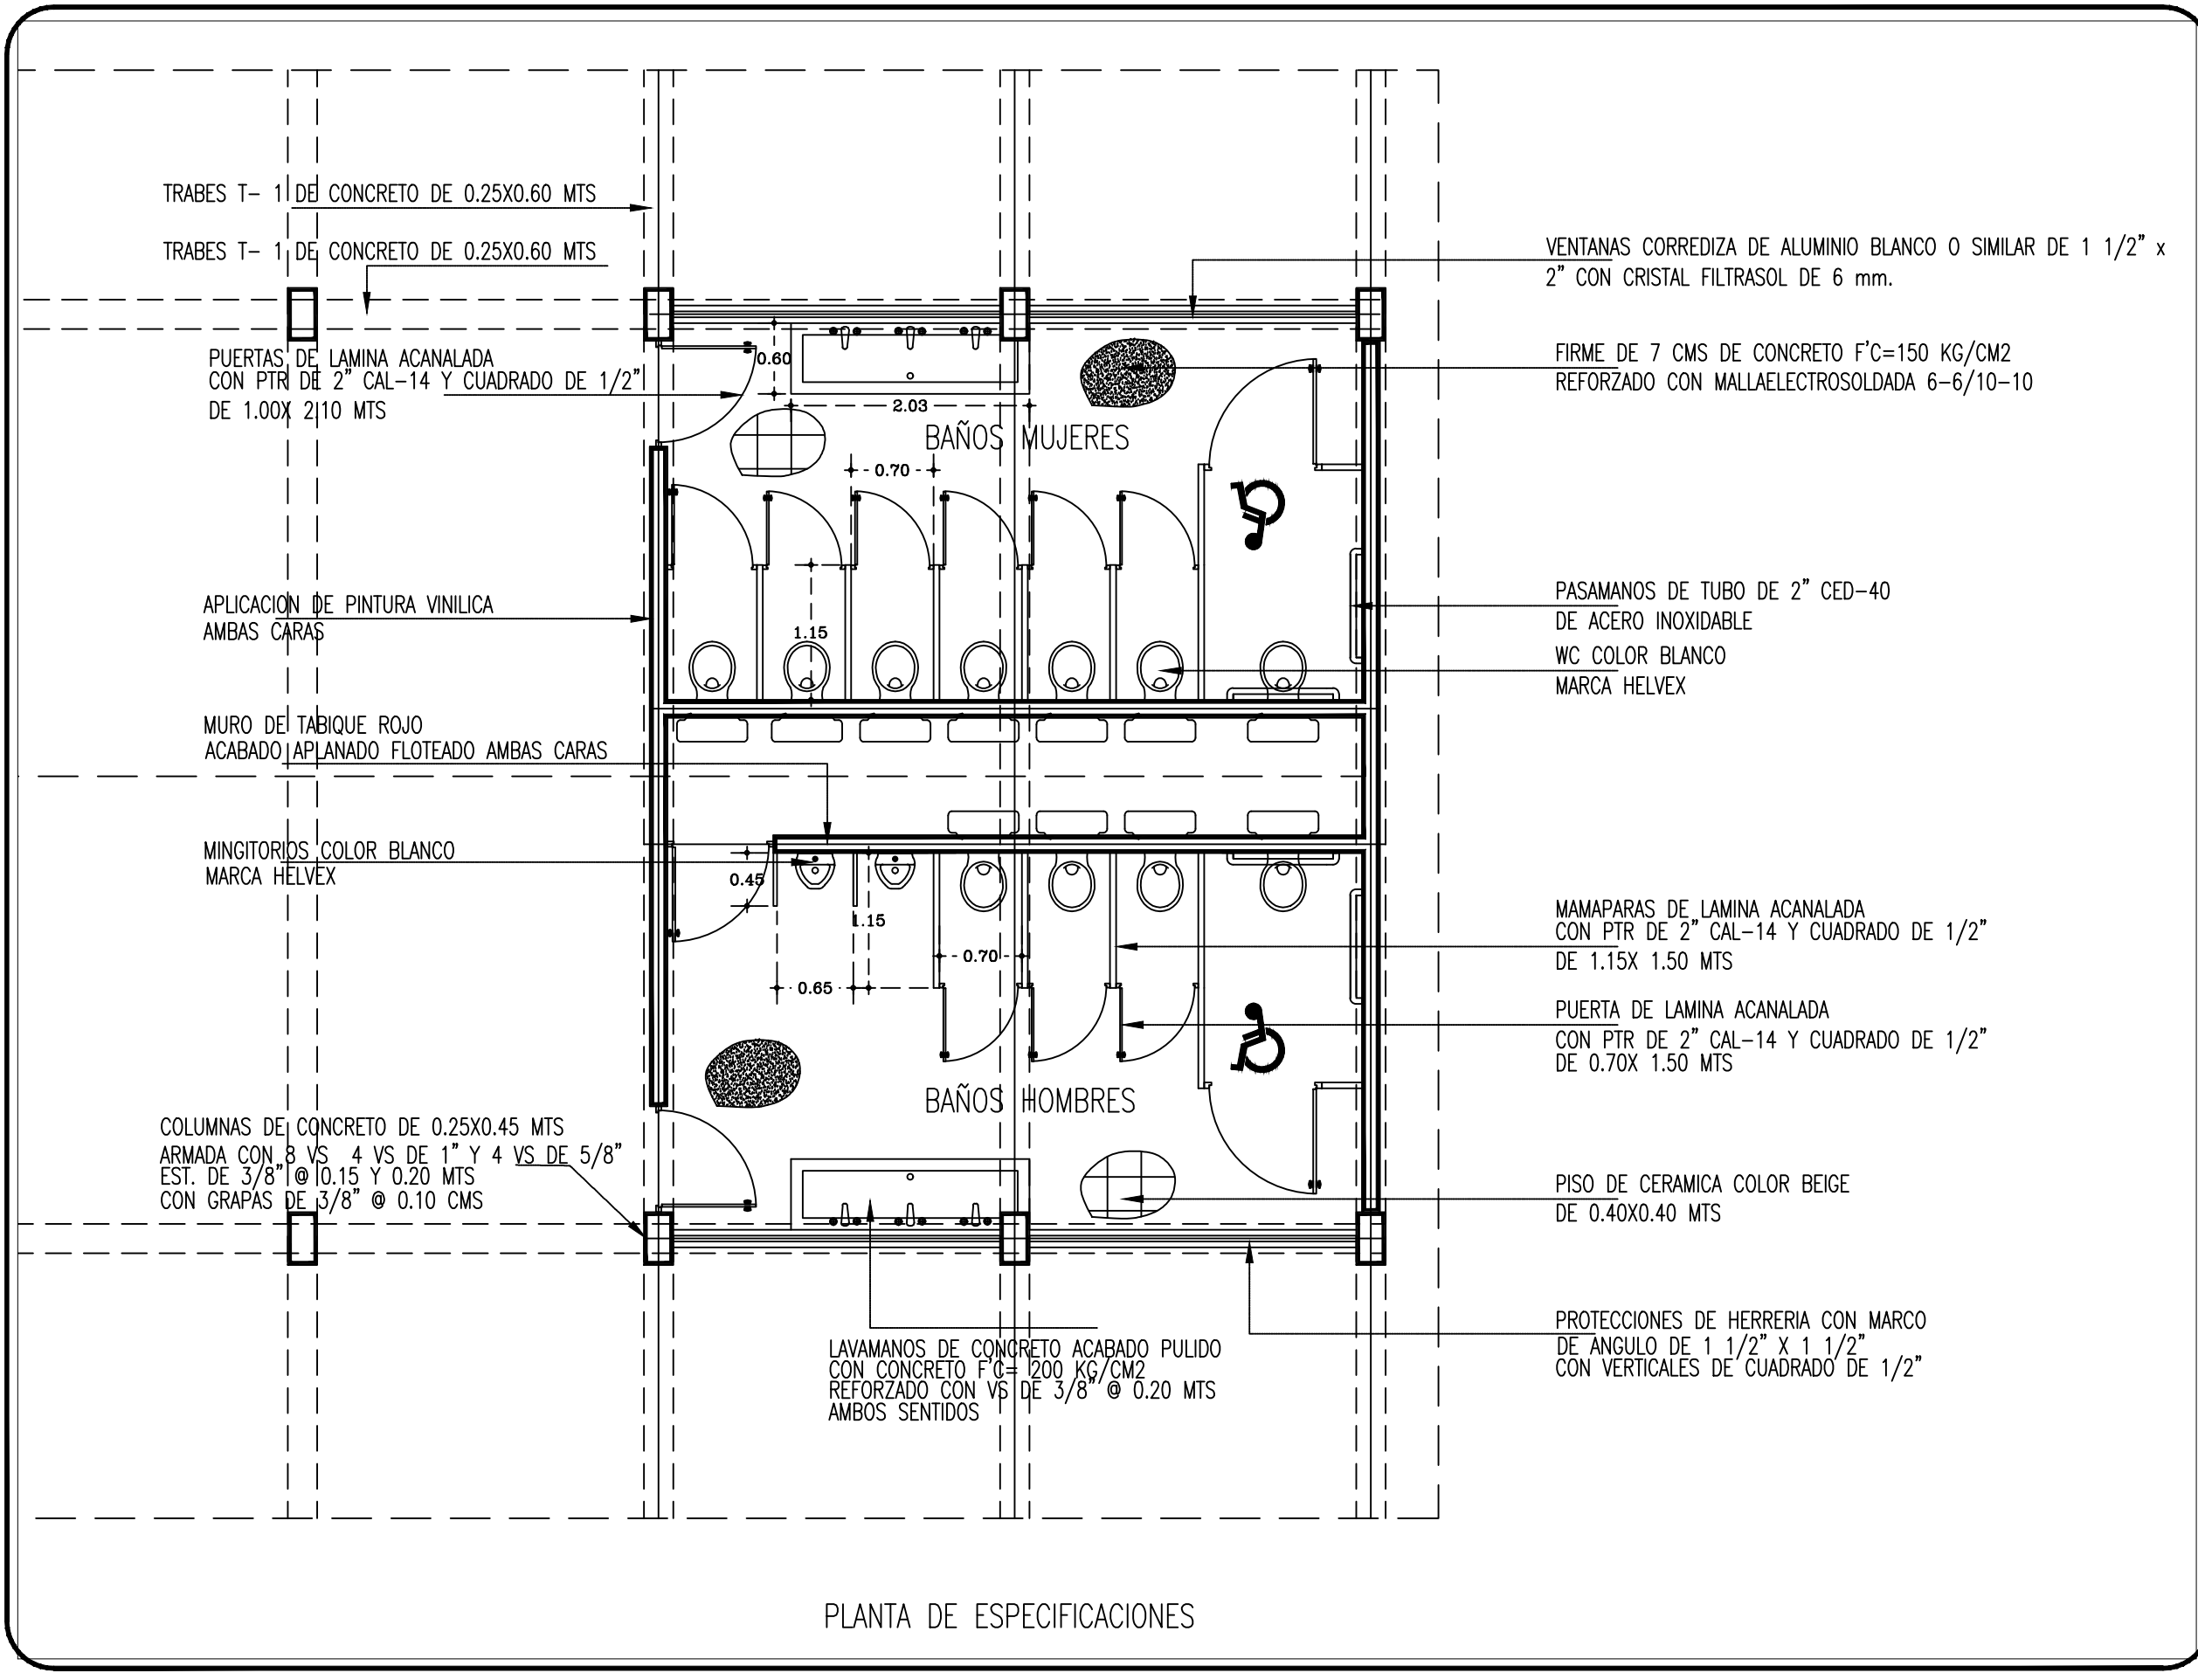 TRABES T- 1 DE CONCRETO DE 0.25X0.60 MTS
TRABES T- 1 DE CONCRETO DE 0.25X0.60 MTS
PUERTAS DE LAMINA ACANALADA
CON PTR DE 2" CAL-14 Y CUADRADO DE 1/2"
DE 1.00X 2.10 MTS
APLICACION DE PINTURA VINILICA
AMBAS CARAS
MURO DE TABIQUE ROJO
ACABADO APLANADO FLOTEADO AMBAS CARAS
MINGITORIOS COLOR BLANCO
MARCA HELVEX
COLUMNAS DE CONCRETO DE 0.25X0.45 MTS
ARMADA CON 8 VS 4 VS DE 1" Y 4 VS DE 5/8"
EST. DE 3/8" @ 0.15 Y 0.20 MTS
CON GRAPAS DE 3/8" @ 0.10 CMS
0.60
2.03
BAÑOS MUJERES
0.70
1.15
0.45
1.15
0.70
0.65
BAÑOS HOMBRES
LAVAMANOS DE CONCRETO ACABADO PULIDO
CON CONCRETO F'C= 200 KG/CM2
REFORZADO CON VS DE 3/8" @ 0.20 MTS
AMBOS SENTIDOS
VENTANAS CORREDIZA DE ALUMINIO BLANCO O SIMILAR DE 1 1/2" x
2" CON CRISTAL FILTRASOL DE 6 mm.
FIRME DE 7 CMS DE CONCRETO F'C=150 KG/CM2
REFORZADO CON MALLAELECTROSOLDADA 6-6/10-10
PASAMANOS DE TUBO DE 2" CED-40
DE ACERO INOXIDABLE
WC COLOR BLANCO
MARCA HELVEX
MAMAPARAS DE LAMINA ACANALADA
CON PTR DE 2" CAL-14 Y CUADRADO DE 1/2"
DE 1.15X 1.50 MTS
PUERTA DE LAMINA ACANALADA
CON PTR DE 2" CAL-14 Y CUADRADO DE 1/2"
DE 0.70X 1.50 MTS
PISO DE CERAMICA COLOR BEIGE
DE 0.40X0.40 MTS
PROTECCIONES DE HERRERIA CON MARCO
DE ANGULO DE 1 1/2" X 1 1/2"
CON VERTICALES DE CUADRADO DE 1/2"
PLANTA DE ESPECIFICACIONES